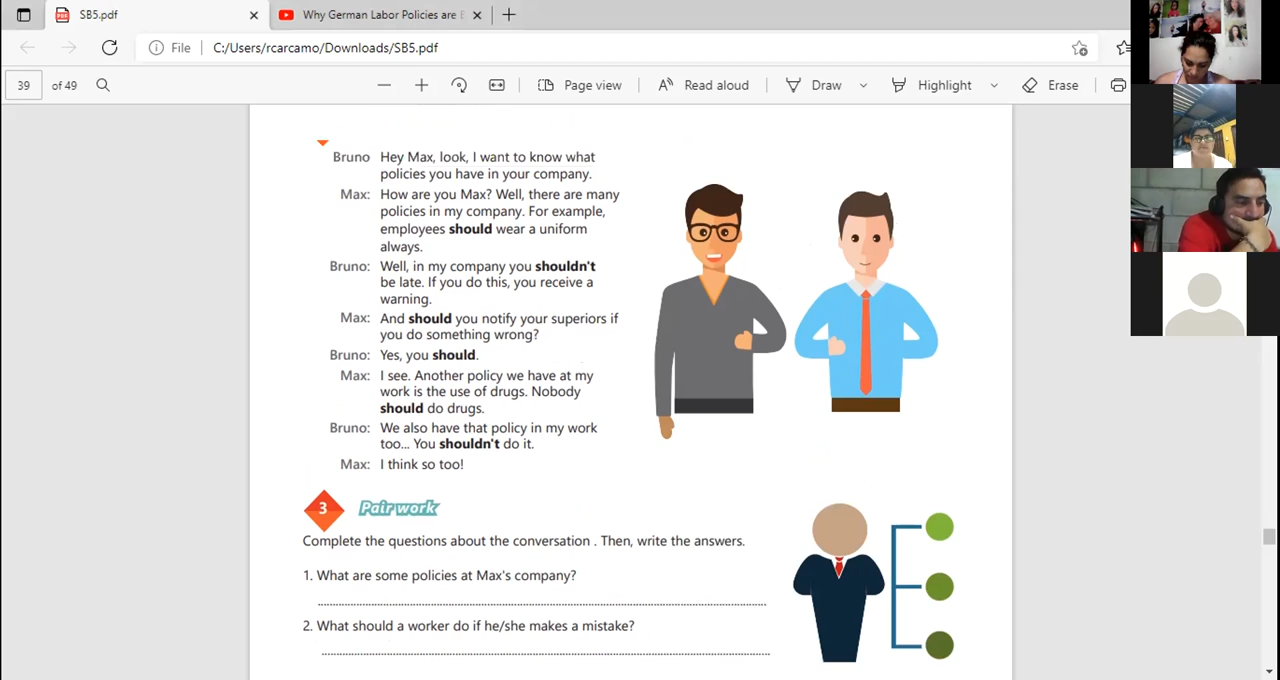 SB5.pdf
Why German Labor Policies are
File
C:/Users/rcarcamo/Downloads/SB5.pdf
39 of 49
Page view
Read aloud
Draw
Highlight
Erase
Bruno Hey Max, look, I want to know what
policies you have in your company.
Max: How are you Max? Well, there are many
policies in my company. For example,
employees should wear a uniform
always.
Bruno: Well, in my company you shouldn't
be late. If you do this, you receive a
warning.
Max: And should you notify your superiors if
you do something wrong?
Bruno: Yes, you should.
Max: I see. Another policy we have at my
work is the use of drugs. Nobody
should do drugs.
Bruno: We also have that policy in my work
too... You shouldn't do it.
Max: I think so too!
3 Pair work
Complete the questions about the conversation . Then, write the answers.
1. What are some policies at Max's company?
2. What should a worker do if he/she makes a mistake?